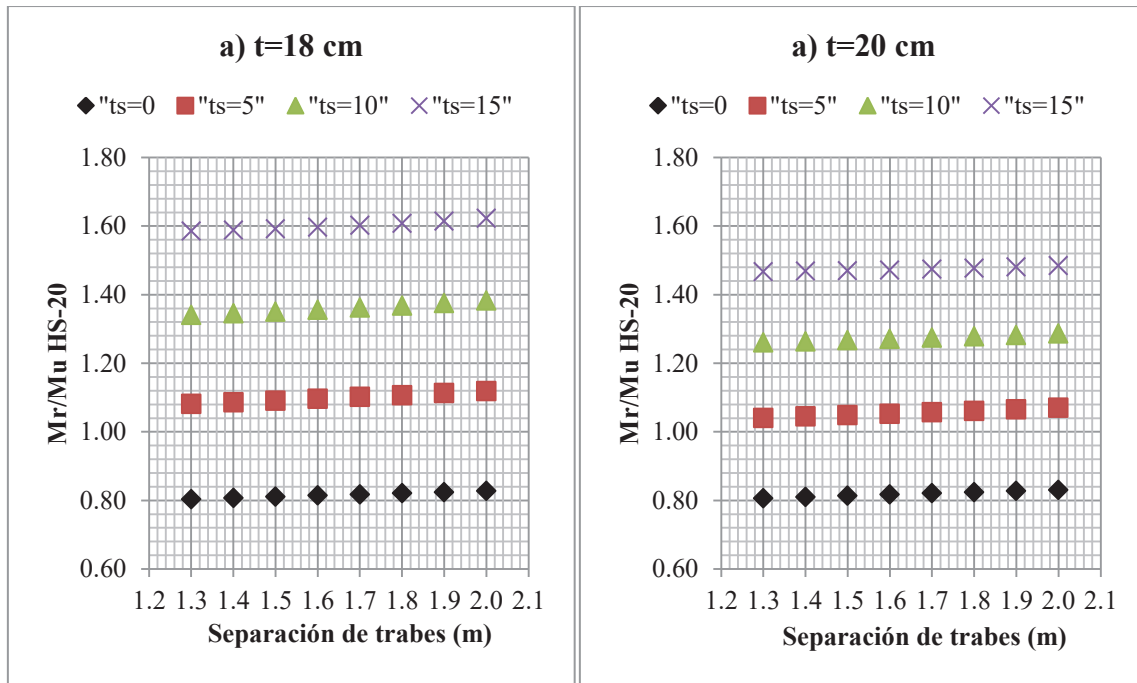 a) t=18 cm
"ts=0 "ts=5" "ts=10" "ts=15"
1.80
1.60
1.40
1.20
1.00
0.80
0.60
Mr/Mu HS-20
1.2 1.3 1.4 1.5 1.6 1.7 1.8 1.9 2.0 2.1
Separación de trabes (m)
a) t=20 cm
"ts=0 "ts=5" "ts=10" "ts=15"
1.80
1.60
1.40
1.20
1.00
0.80
0.60
Mr/Mu HS-20
1.2 1.3 1.4 1.5 1.6 1.7 1.8 1.9 2.0 2.1
Separación de trabes (m)